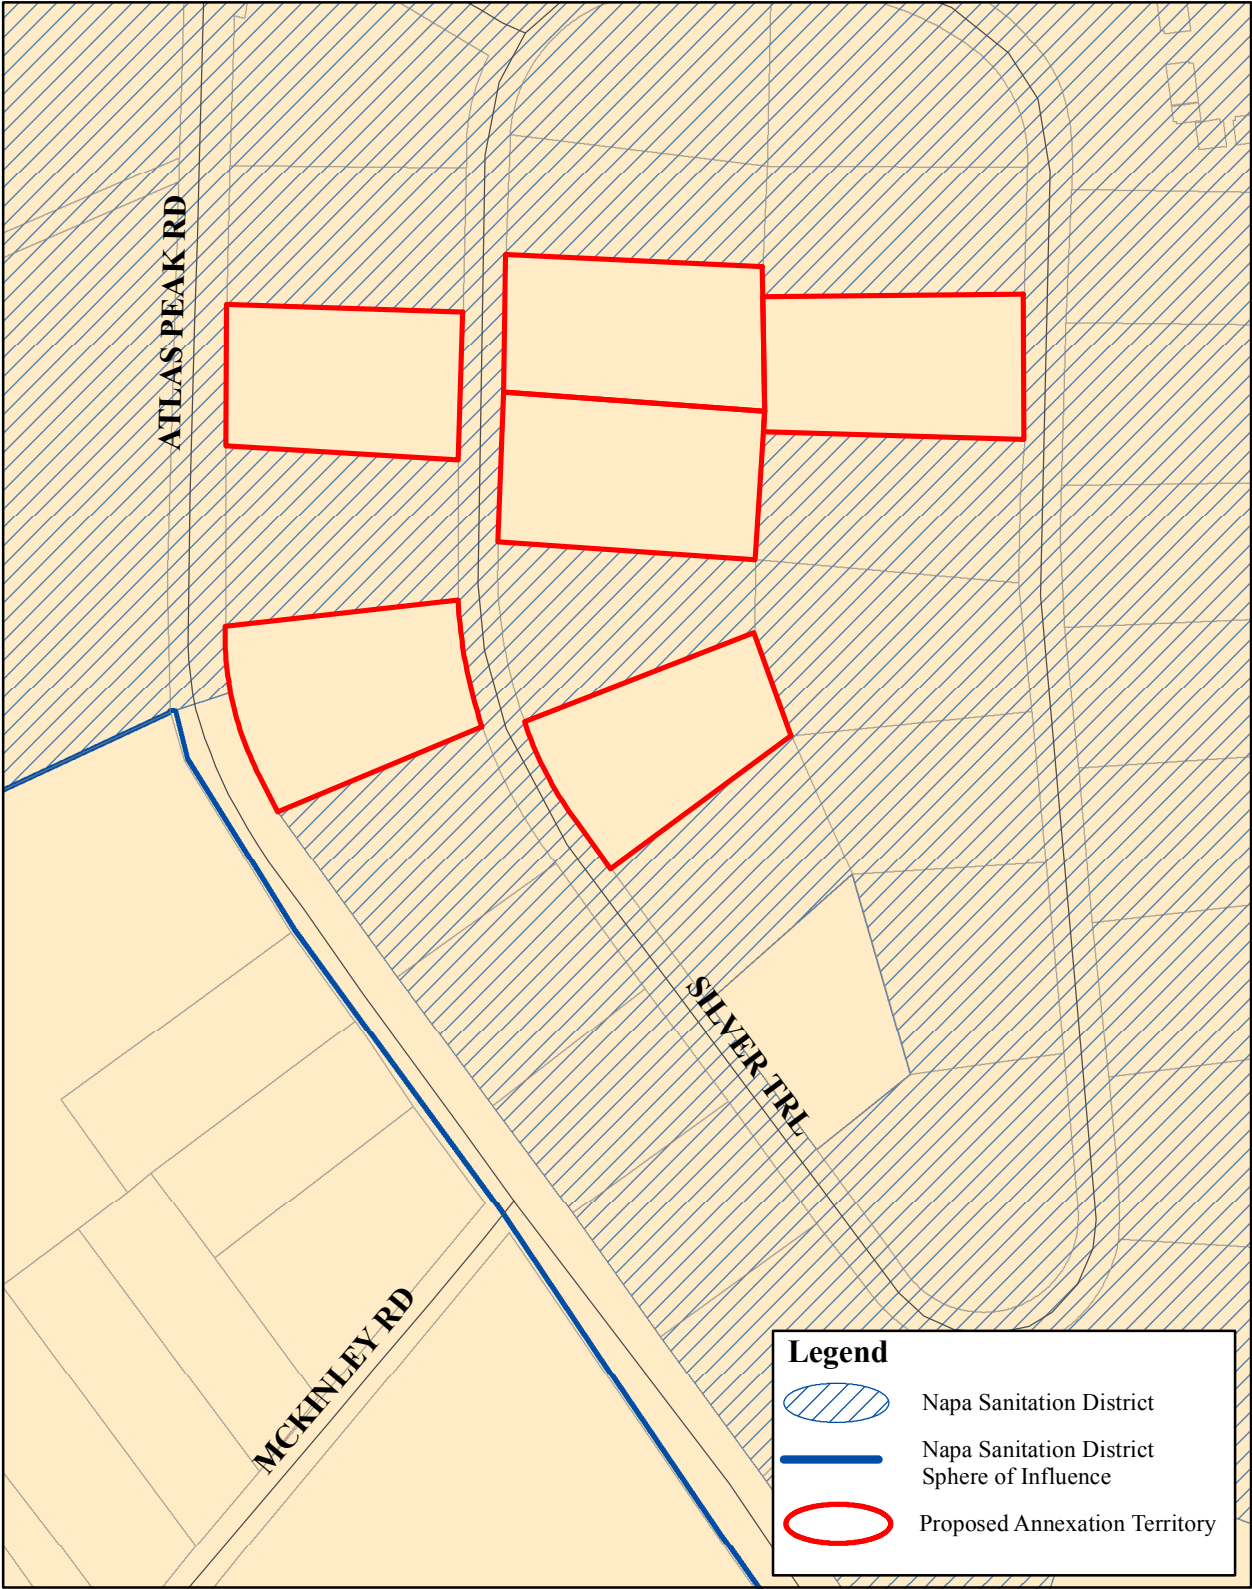 ATLAS PEAK RD
SILVER TRL
MCKINLEY RD
Legend
Napa Sanitation District
Napa Sanitation District
Sphere of Influence
Proposed Annexation Territory